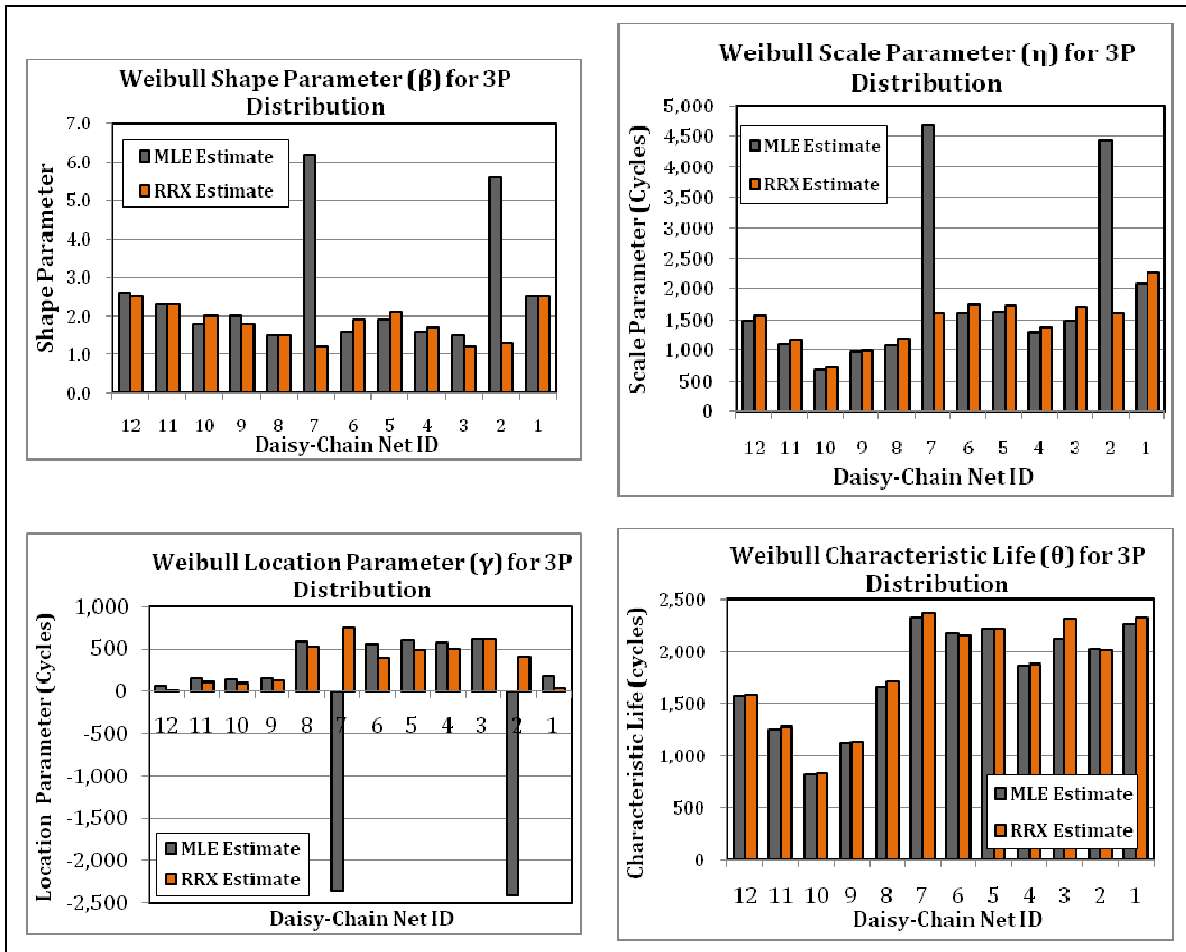 Weibull Shape Parameter (β) for 3P
Distribution
7.0
6.0
5.0
4.0
3.0
2.0
1.0
0.0
Shape Parameter
MLE Estimate
RRX Estimate
12 11 10 9 8 7 6 5 4 3 2 1
Daisy-Chain Net ID
Weibull Scale Parameter (η) for 3P
Distribution
5,000
4,500
4,000
3,500
3,000
2,500
2,000
1,500
1,000
500
0
Scale Parameter (Cycles)
MLE Estimate
RRX Estimate
12 11 10 9 8 7 6 5 4 3 2 1
Daisy-Chain Net ID
Weibull Location Parameter (γ) for 3P
Distribution
1,000
500
0
-500
-1,000
-1,500
-2,000
-2,500
Location Parameter (Cycles)
12 11 10 9 8 7 6 5 4 3 2 1
MLE Estimate
RRX Estimate
Daisy-Chain Net ID
Weibull Characteristic Life (θ) for 3P
Distribution
2,500
2,000
1,500
1,000
500
0
Characteristic Life (cycles)
MLE Estimate
RRX Estimate
12 11 10 9 8 7 6 5 4 3 2 1
Daisy-Chain Net ID